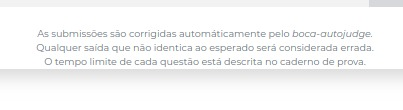 As submissões são corrigidas automáticamente pelo boca-autojudge.
Qualquer saída que não identica ao esperado será considerada errada.
O tempo limite de cada questão está descrita no caderno de prova.